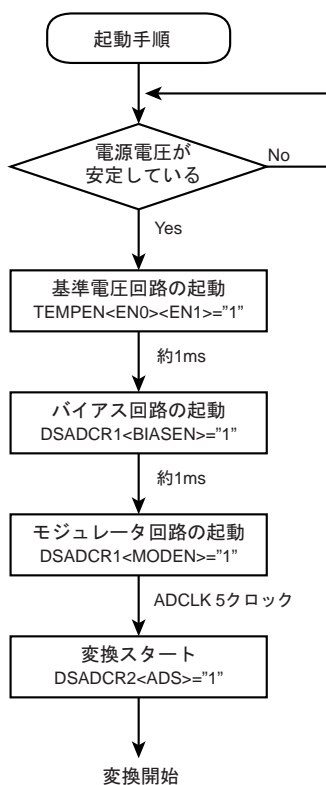 起動手順
電源電圧が
安定している
No
Yes
基準電圧回路の起動
TEMPEN<EN0><EN1>="1"
約1ms
バイアス回路の起動
DSADCR1<BIASEN>="1"
約1ms
モジュレータ回路の起動
DSADCR1<MODEN>="1"
ADCLK 5クロック
変換スタート
DSADCR2<ADS>="1"
変換開始